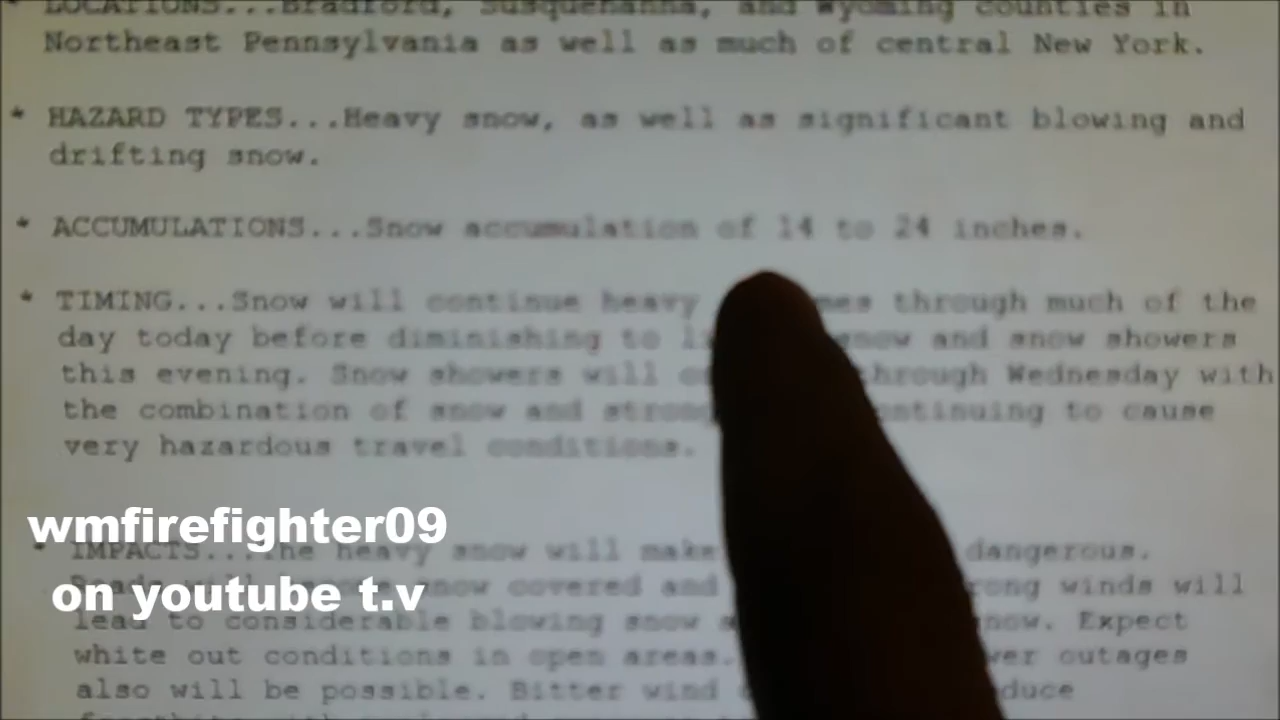 * LOCATIONS...Bradford, Susquehanna, and Wyoming counties in
Northeast Pennsylvania as well as much of central New York.
* HAZARD TYPES...Heavy snow, as well as significant blowing and
drifting snow.
* ACCUMULATIONS...Snow accumulation of 14 to 24 inches.
* TIMING...Snow will continue heavy through much of the
day today before diminishing to snow and snow showers
this evening. Snow showers will through Wednesday with
the combination of snow and to cause
very hazardous travel conditions.
* IMPACTS...The heavy snow will make dangerous.
snow covered and winds will
lead to considerable blowing snow Expect
white out conditions in open areas. outages
also will be possible. Bitter wind
wmfirefighter09
on youtube t.v